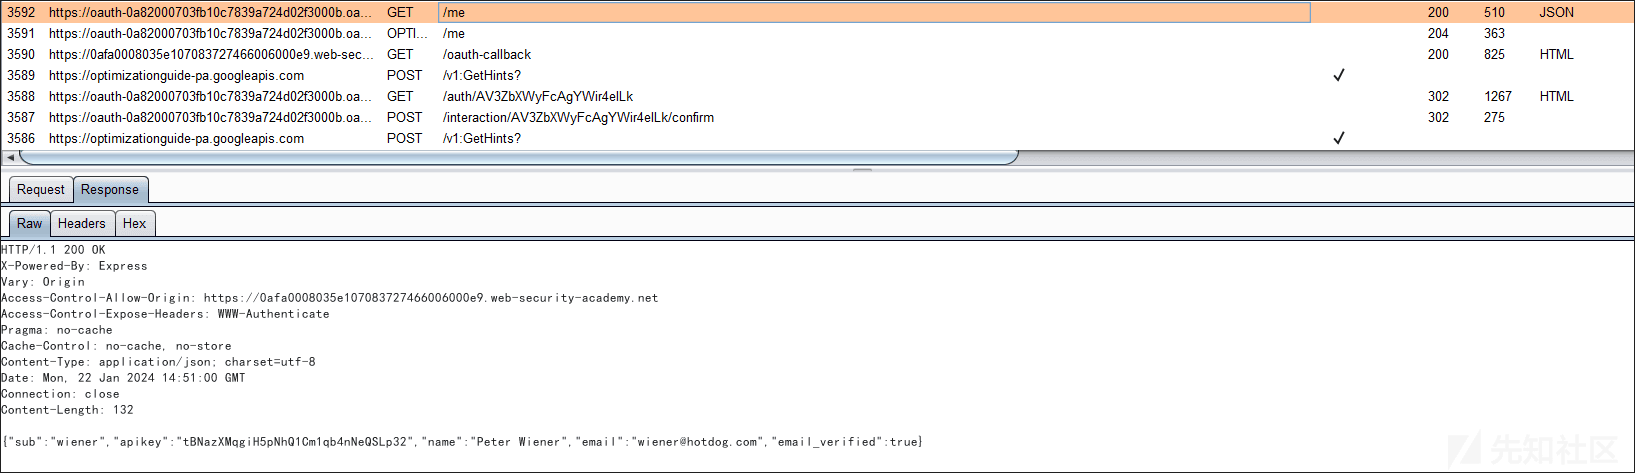 3592 https://oauth-0a82000703fb10c7839a724d02f3000b.oa... GET /me 200 510 JSON
3591 https://oauth-0a82000703fb10c7839a724d02f3000b.oa... OPTI... /me 204 363
3590 https://0afa0008035e107083727466006000e9.web-sec... GET /oauth-callback 200 825 HTML
3589 https://optimizationguide-pa.googleapis.com POST /v1:GetHints? ✓
3588 https://oauth-0a82000703fb10c7839a724d02f3000b.oa... GET /auth/AV3ZbXWyFcAgYWir4elLk 302 1267 HTML
3587 https://oauth-0a82000703fb10c7839a724d02f3000b.oa... POST /interaction/AV3ZbXWyFcAgYWir4elLk/confirm 302 275
3586 https://optimizationguide-pa.googleapis.com POST /v1:GetHints? ✓
Request Response
Raw Headers Hex
HTTP/1.1 200 OK
X-Powered-By: Express
Vary: Origin
Access-Control-Allow-Origin: https://0afa0008035e107083727466006000e9.web-security-academy.net
Access-Control-Expose-Headers: WWW-Authenticate
Pragma: no-cache
Cache-Control: no-cache, no-store
Content-Type: application/json; charset=utf-8
Date: Mon, 22 Jan 2024 14:51:00 GMT
Connection: close
Content-Length: 132
{"sub":"wiener","apikey":"tBNazXMqgiH5pNhQ1Cm1qb4nNeQSLp32","name":"Peter Wiener","email":"wiener@hotdog.com","email_verified":true}
先知社区